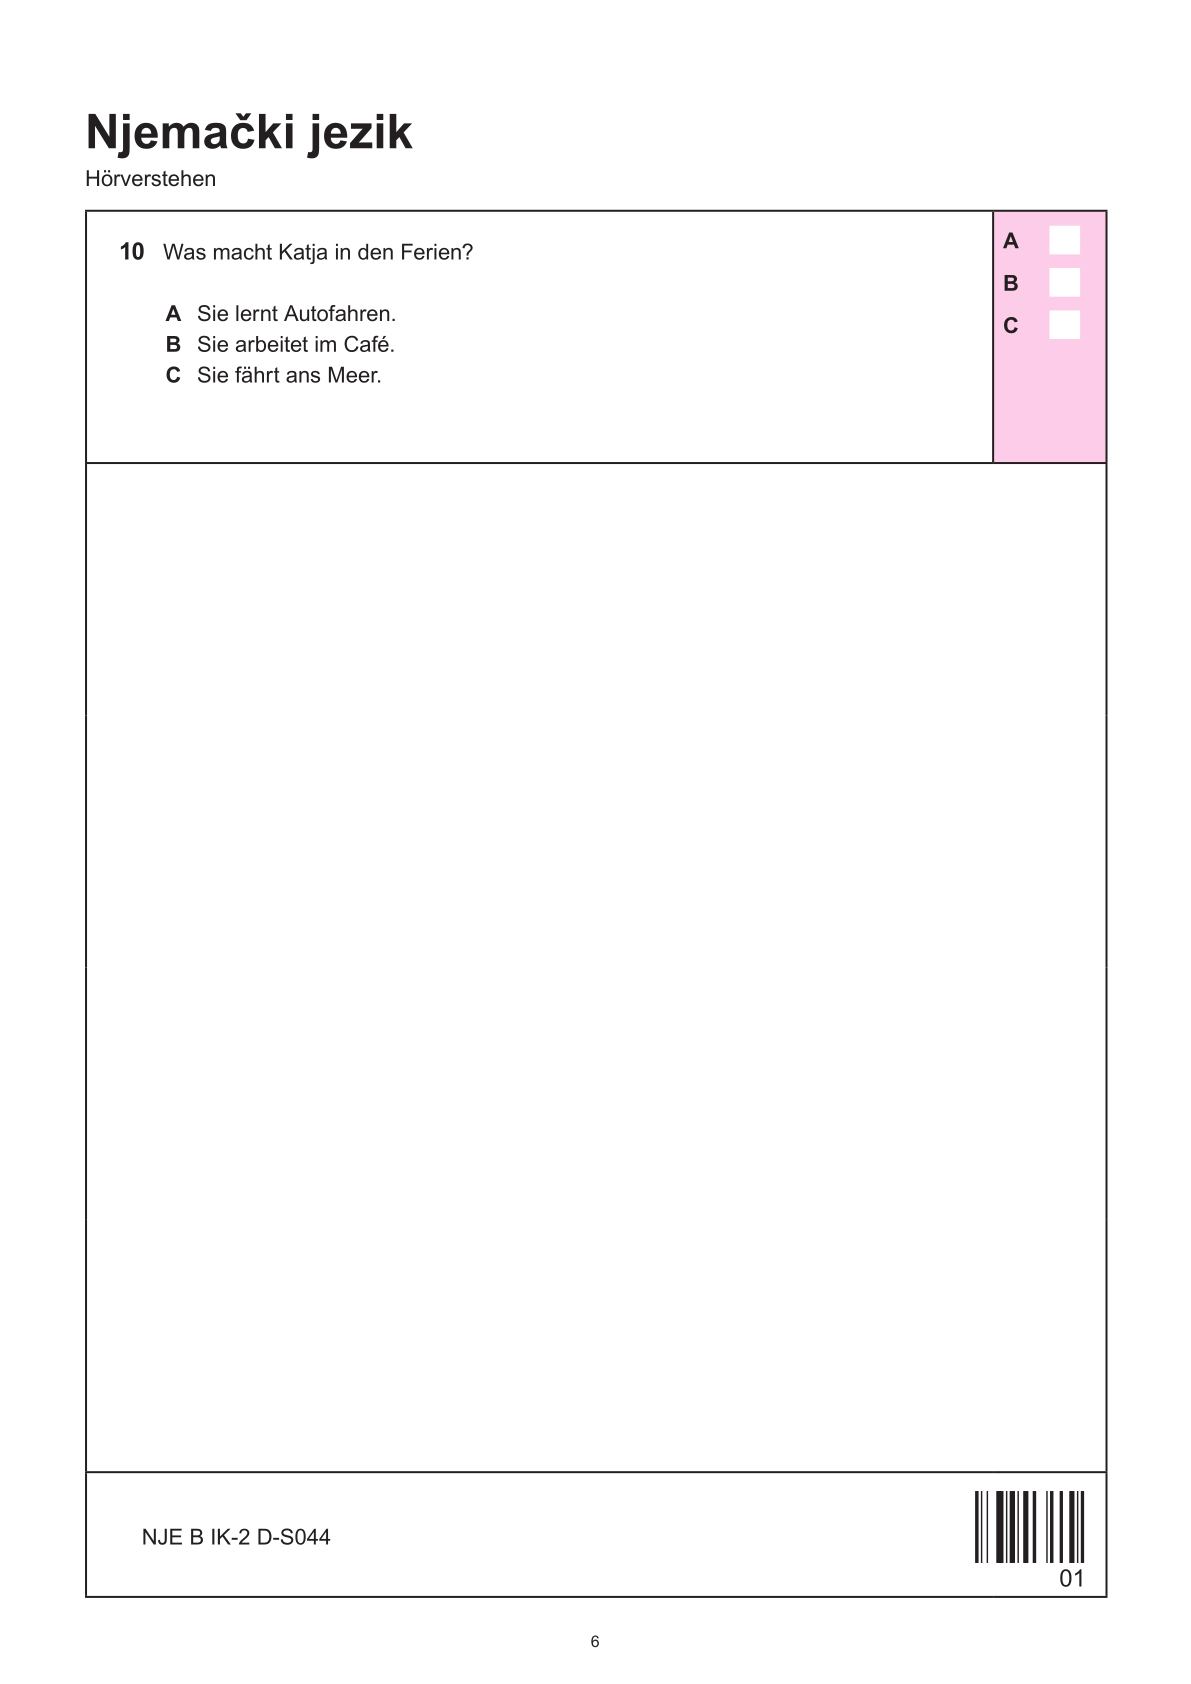 Njemački jezik
Hörverstehen
10 Was macht Katja in den Ferien?
A Sie lernt Autofahren.
B Sie arbeitet im Café.
C Sie fährt ans Meer.
A
B
C
NJE B IK-2 D-S044
01
6